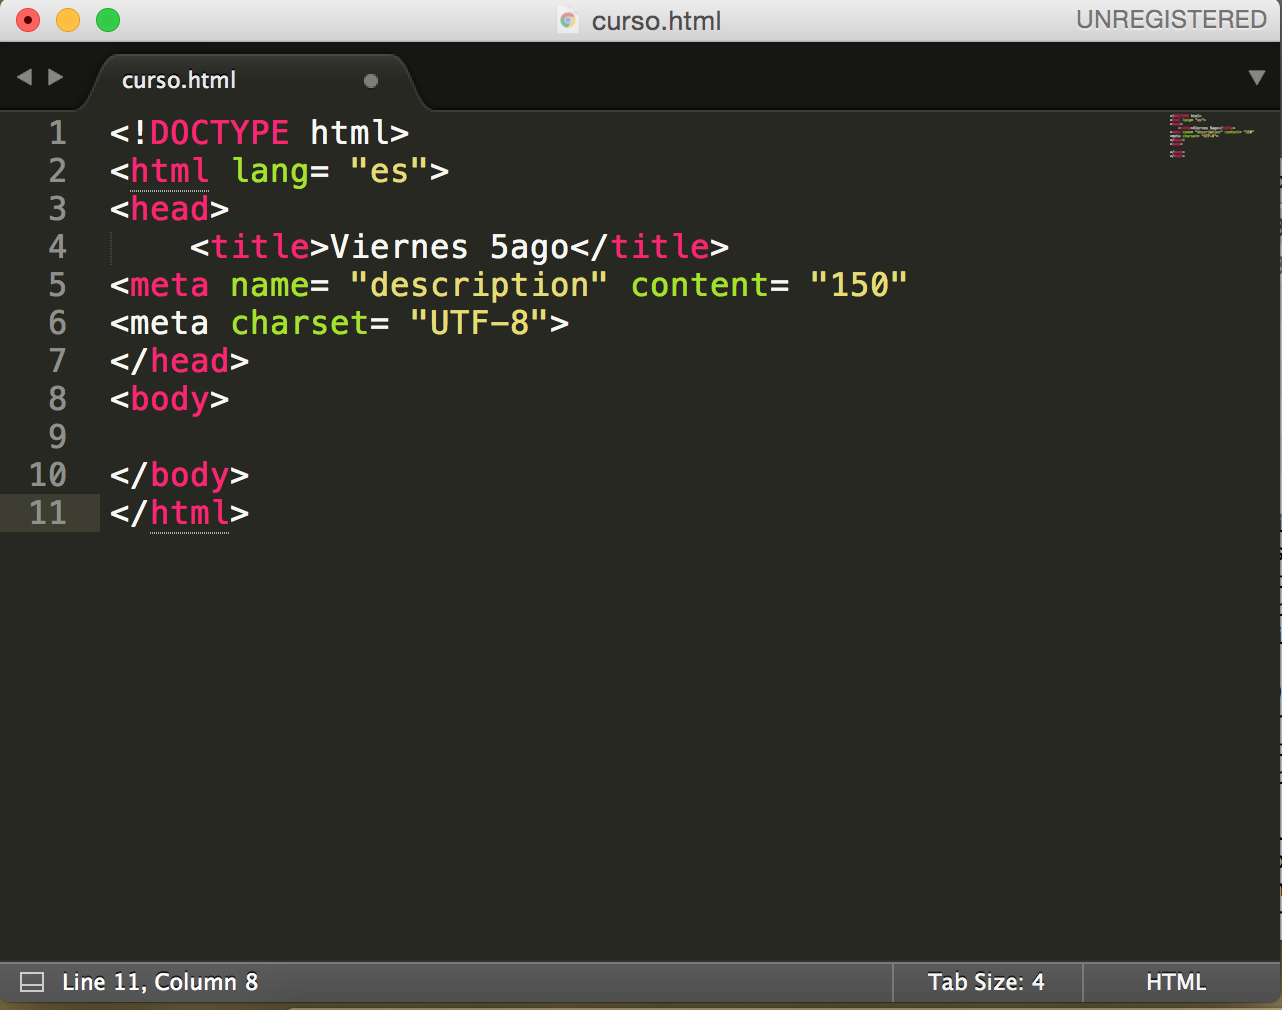 curso.html
UNREGISTERED
curso.html
1 <!DOCTYPE html>
2 <html lang= "es">
3 <head>
4     <title>Viernes 5ago</title>
5 <meta name= "description" content= "150"
6 <meta charset= "UTF-8">
7 </head>
8 <body>
9
10 </body>
11 </html>
Line 11, Column 8
Tab Size: 4
HTML